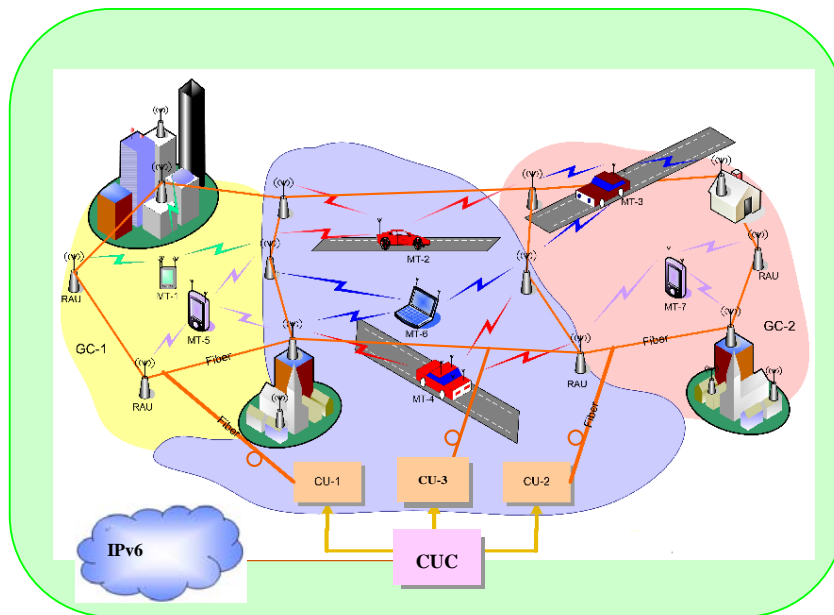 MT-3
MT-2
RAU
MT-1
RAU
MT-5
MT-6
MT-7
GC-1
GC-2
Fiber
Fiber
RAU
RAU
MT-4
Fiber
CU-1
CU-3
CU-2
IPv6
CUC